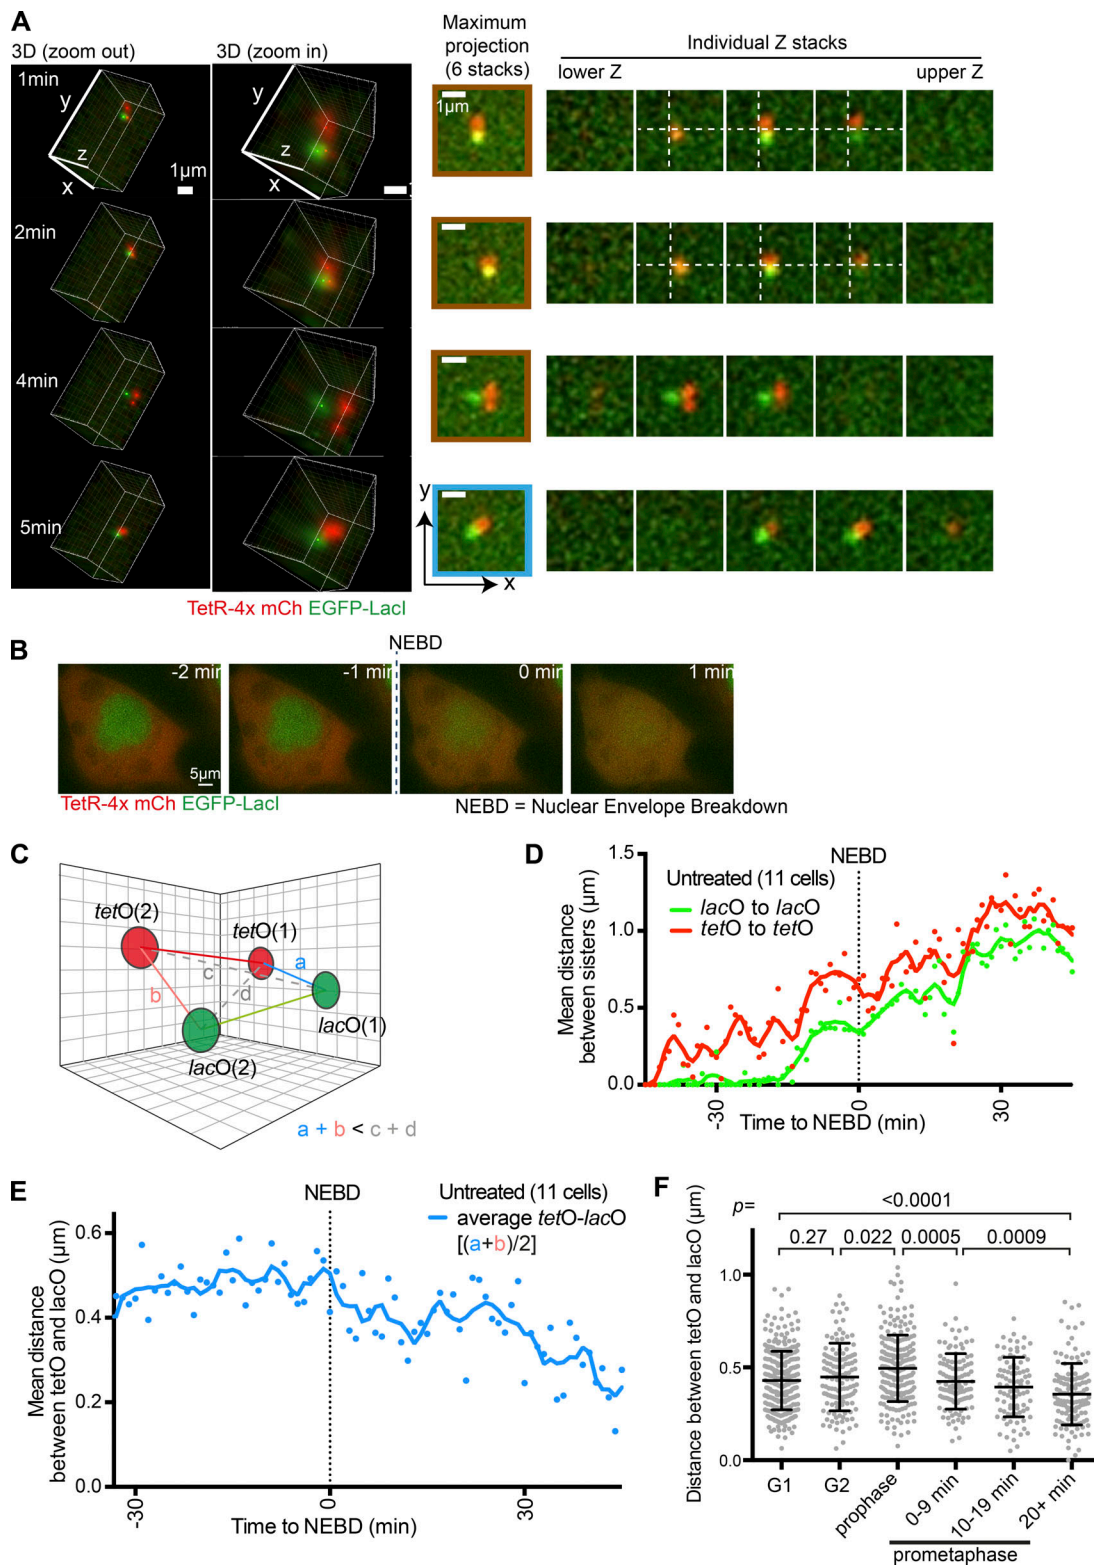 A
3D (zoom out)
3D (zoom in)
Maximum
projection
(6 stacks)
Individual Z stacks
lower Z
upper Z
1min
y
z
x
1µm
y
z
x
1µm
2min
4min
5min
y
x
TetR-4x mCh EGFP-LacI
B
NEBD
-2 min
-1 min
0 min
1 min
5µm
TetR-4x mCh EGFP-LacI
NEBD = Nuclear Envelope Breakdown
C
tetO(2)
tetO(1)
a
c
b
d
lacO(1)
lacO(2)
a + b < c + d
D
NEBD
Untreated (11 cells)
lacO to lacO
tetO to tetO
Mean distance
between sisters (µm)
1.5
1.0
0.5
0.0
-30
0
30
Time to NEBD (min)
E
NEBD
Untreated (11 cells)
average tetO-lacO
[(a+b)/2]
Mean distance
between tetO and lacO (µm)
0.6
0.4
0.2
0.0
-30
0
30
Time to NEBD (min)
F
p=
<0.0001
0.27
0.022
0.0005
0.0009
Distance between tetO and lacO (µm)
1.0
0.5
0.0
G1
G2
prophase
0-9 min
10-19 min
20+ min
prometaphase